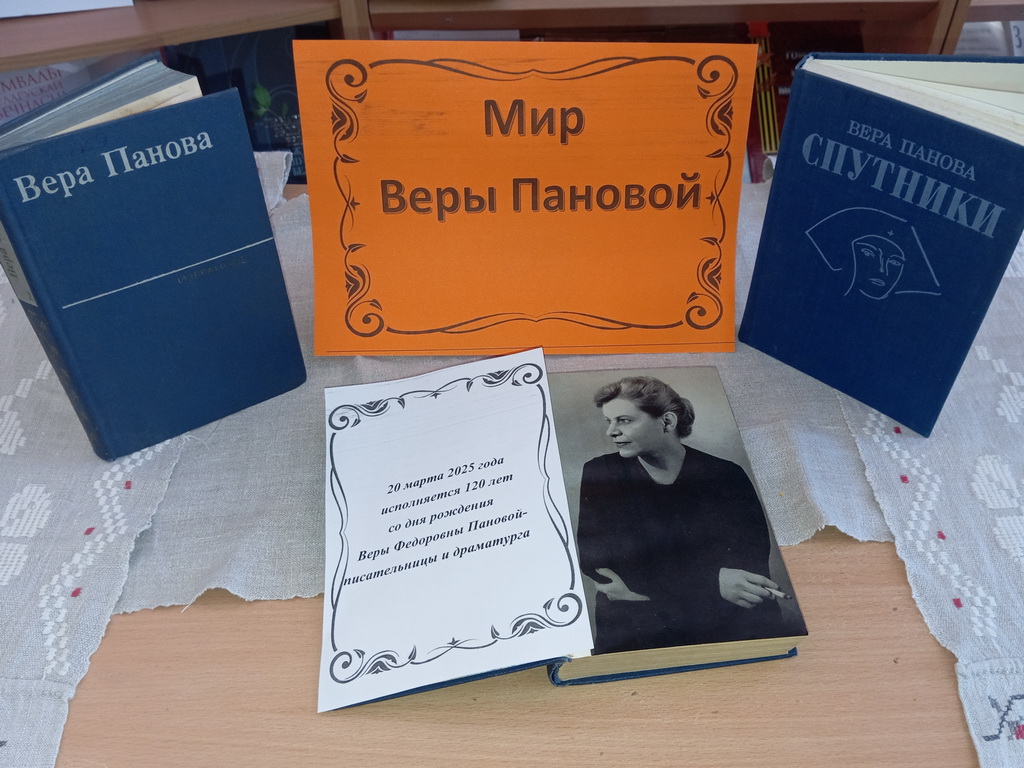 Вера Панова
Мир
Веры Пановой
ВЕРА ПАНОВА
СПУТНИКИ
20 марта 2025 года
исполняется 120 лет
со дня рождения
Веры Федоровны Пановой-
писательницы и драматурга